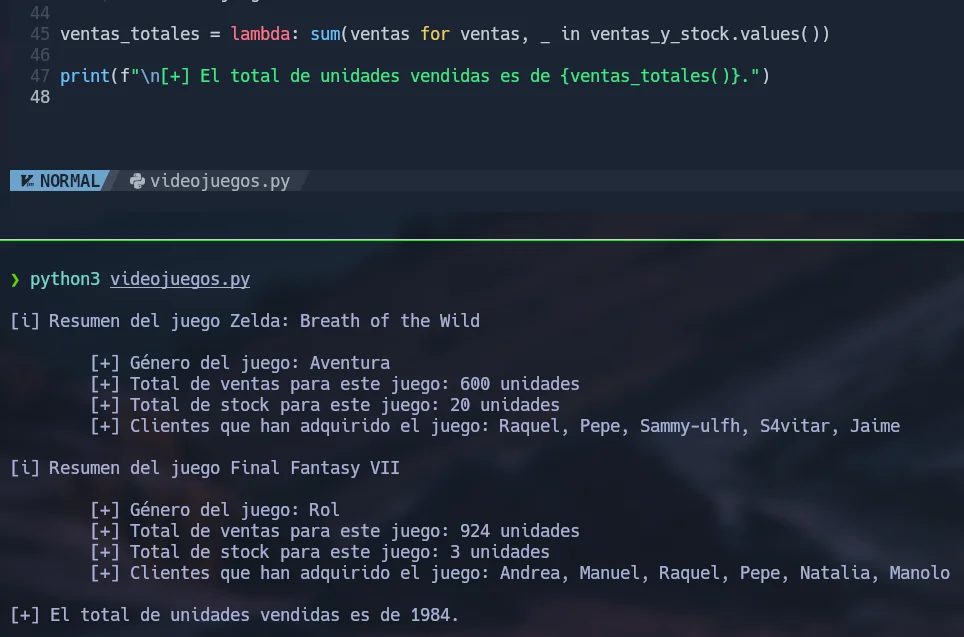 44
45 ventas_totales = lambda: sum(ventas for ventas, _ in ventas_y_stock.values())
46
47 print(f"\n[+] El total de unidades vendidas es de {ventas_totales()}.")
48
NORMAL videojuegos.py
❯ python3 videojuegos.py
[i] Resumen del juego Zelda: Breath of the Wild
[+] Género del juego: Aventura
[+] Total de ventas para este juego: 600 unidades
[+] Total de stock para este juego: 20 unidades
[+] Clientes que han adquirido el juego: Raquel, Pepe, Sammy-ulfh, S4vitar, Jaime
[i] Resumen del juego Final Fantasy VII
[+] Género del juego: Rol
[+] Total de ventas para este juego: 924 unidades
[+] Total de stock para este juego: 3 unidades
[+] Clientes que han adquirido el juego: Andrea, Manuel, Raquel, Pepe, Natalia, Manolo
[+] El total de unidades vendidas es de 1984.